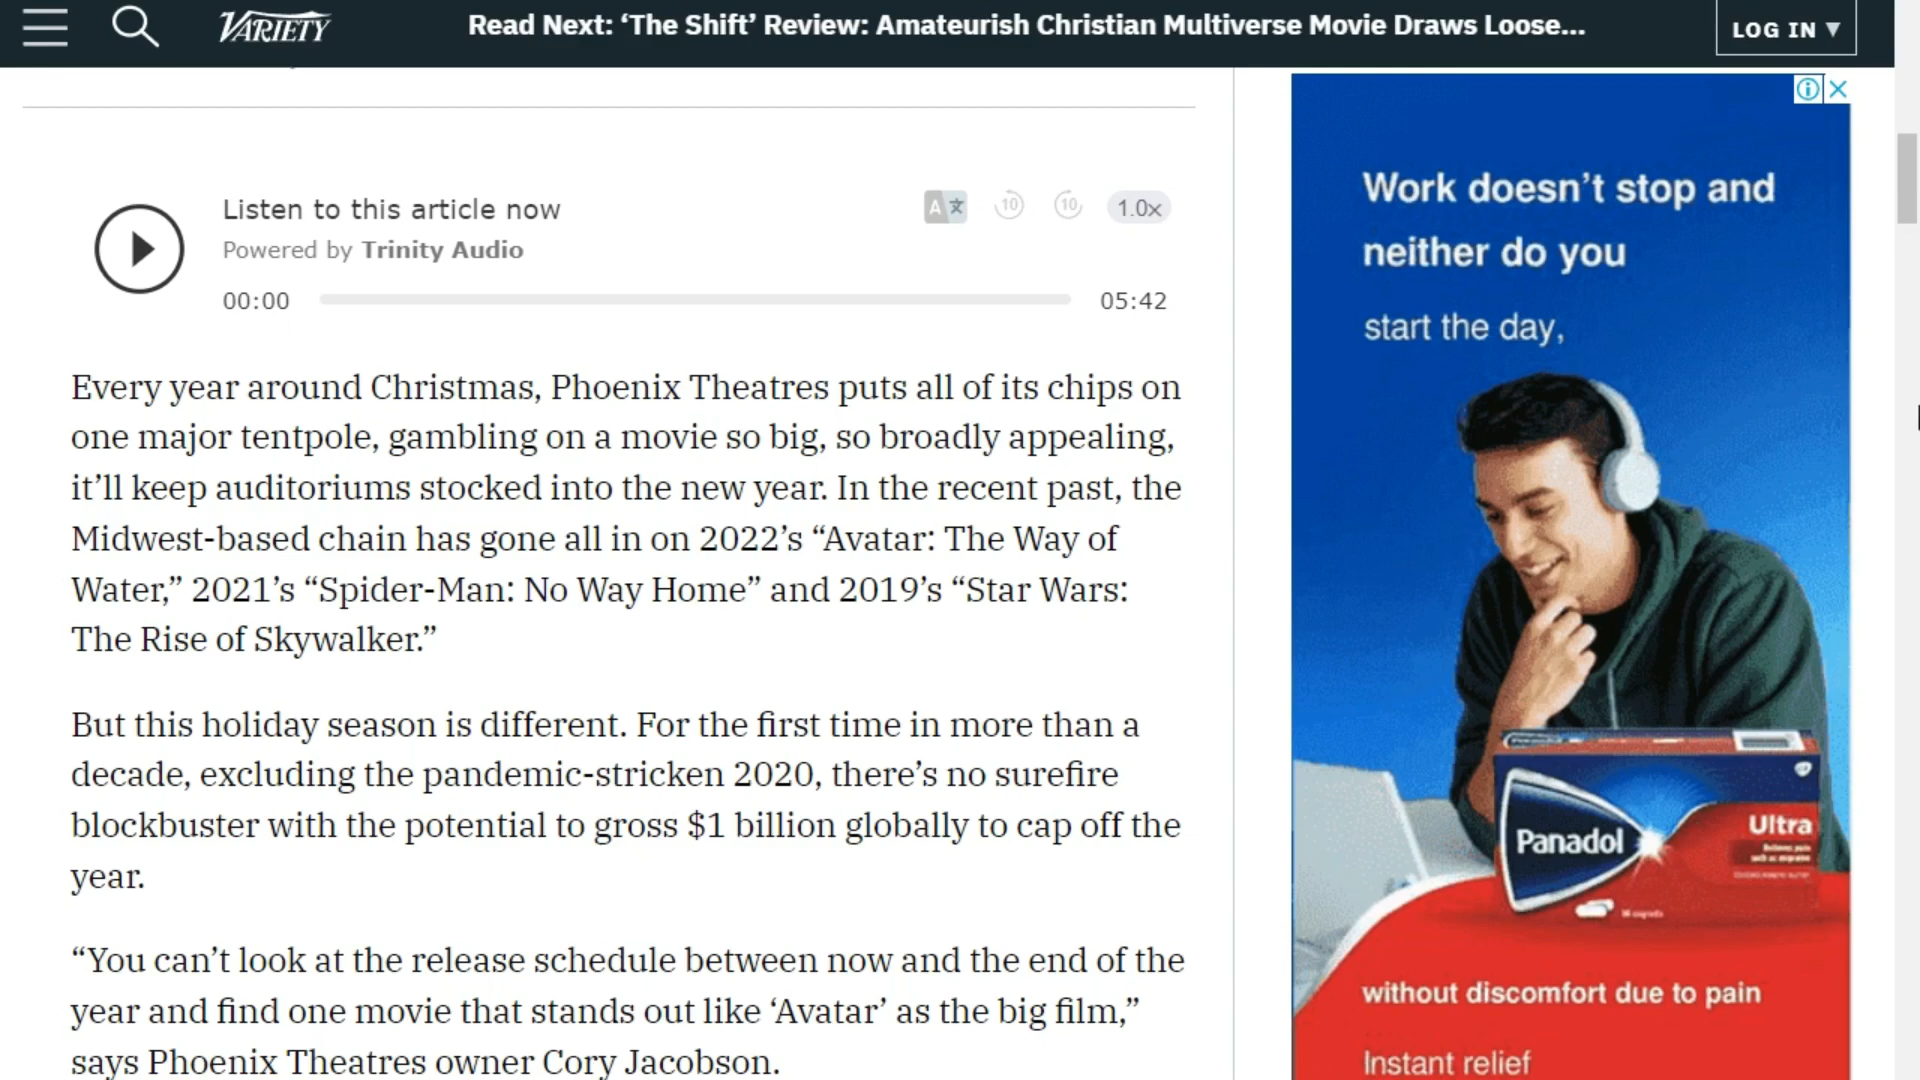 VARIETY
Read Next: ‘The Shift’ Review: Amateurish Christian Multiverse Movie Draws Loose...
LOG IN ▼
Listen to this article now
Powered by Trinity Audio
A
10
10
1.0x
00:00
05:42
Every year around Christmas, Phoenix Theatres puts all of its chips on
one major tentpole, gambling on a movie so big, so broadly appealing,
it’ll keep auditoriums stocked into the new year. In the recent past, the
Midwest-based chain has gone all in on 2022’s “Avatar: The Way of
Water,” 2021’s “Spider-Man: No Way Home” and 2019’s “Star Wars:
The Rise of Skywalker.”
But this holiday season is different. For the first time in more than a
decade, excluding the pandemic-stricken 2020, there’s no surefire
blockbuster with the potential to gross $1 billion globally to cap off the
year.
“You can’t look at the release schedule between now and the end of the
year and find one movie that stands out like ‘Avatar’ as the big film,”
says Phoenix Theatres owner Cory Jacobson.
Work doesn’t stop and
neither do you
start the day,
Panadol
Ultra
without discomfort due to pain
Instant relief